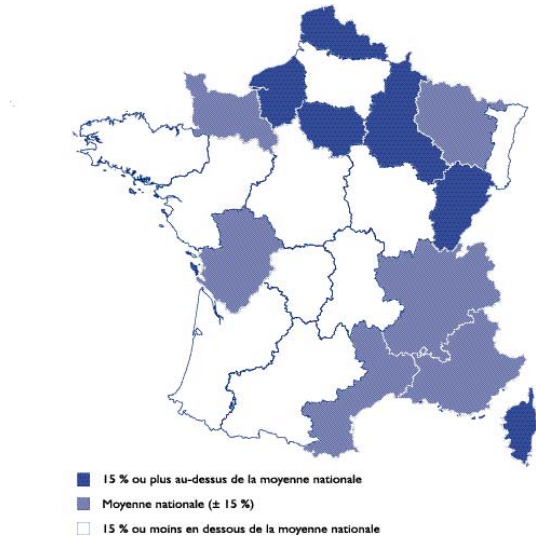 15 % ou plus au-dessus de la moyenne nationale
Moyenne nationale (± 15 %)
15 % ou moins en dessous de la moyenne nationale